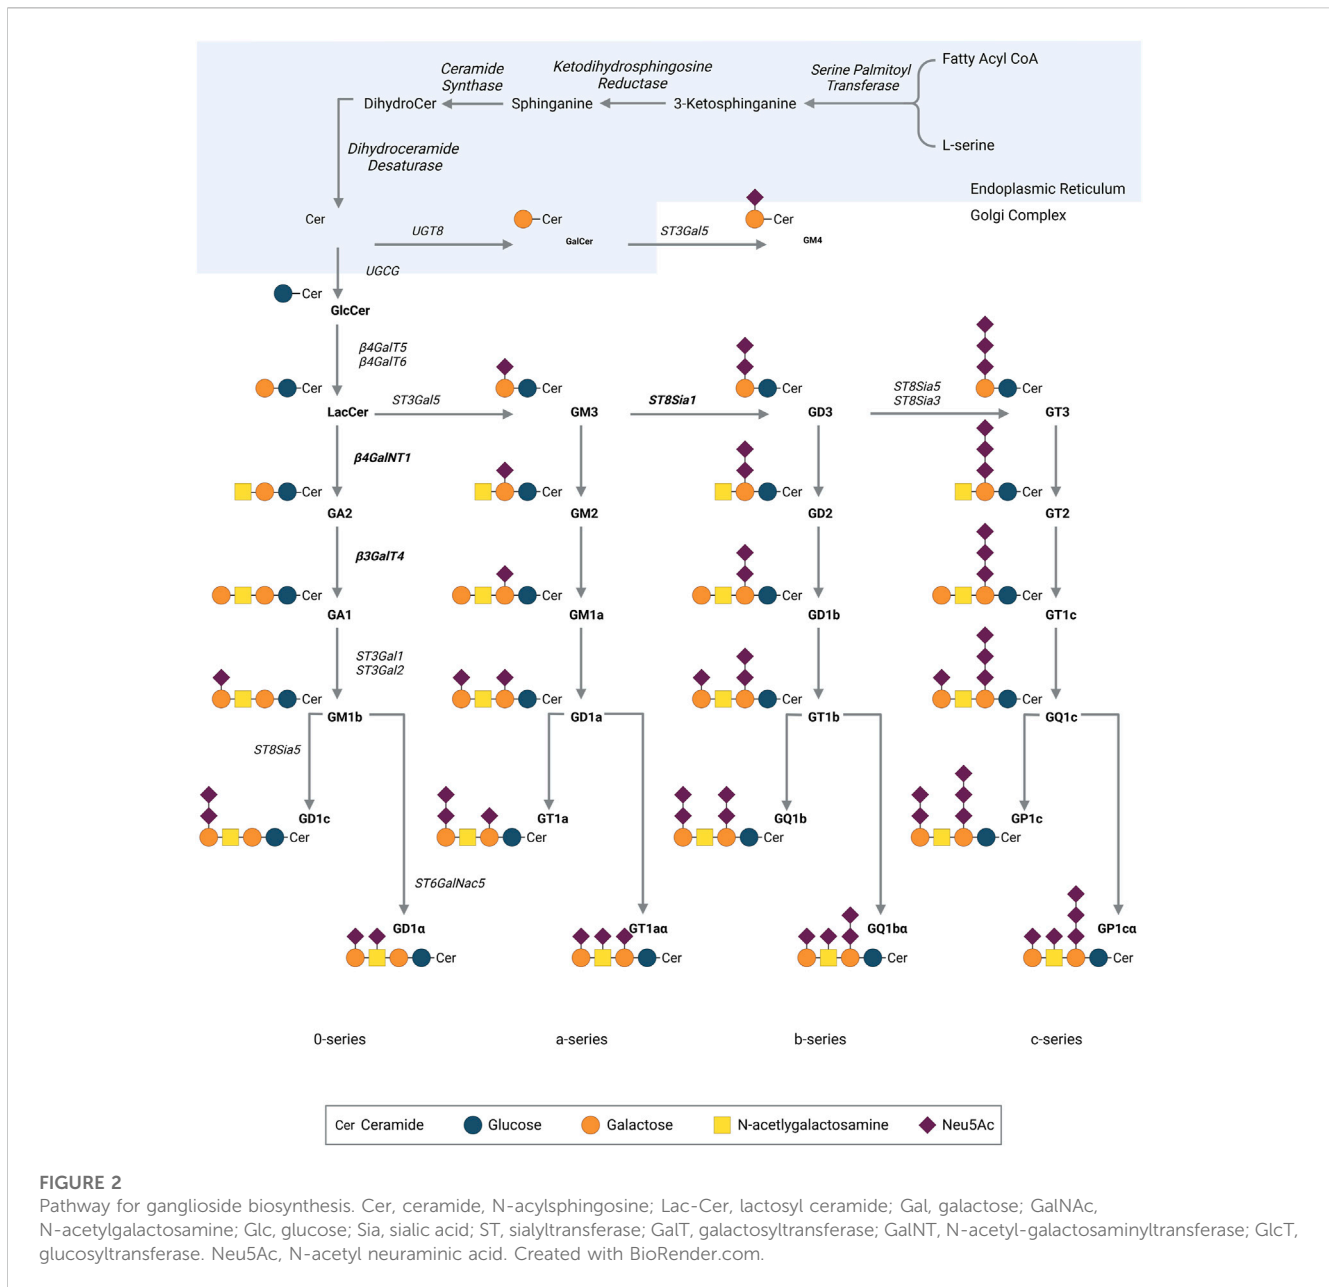 Fatty Acyl CoA
Serine Palmitoyl
Transferase
L-serine
3-Ketosphinganine
Ketodihydrosphingosine
Reductase
Sphinganine
Ceramide
Synthase
DihydroCer
Dihydroceramide
Desaturase
Endoplasmic Reticulum
Golgi Complex
Cer
UGT8
Cer
GalCer
ST3Gal5
Cer
GM4
UGCG
Cer
GlcCer
β4GalT5
β4GalT6
Cer
LacCer
ST3Gal5
Cer
GM3
ST8Sia1
Cer
GD3
ST8Sia5
ST8Sia3
Cer
GT3
β4GalNT1
Cer
GA2
Cer
GM2
Cer
GD2
Cer
GT2
β3GalT4
Cer
GA1
Cer
GM1a
Cer
GD1b
Cer
GT1c
ST3Gal1
ST3Gal2
Cer
GM1b
Cer
GD1a
Cer
GT1b
Cer
GQ1c
ST8Sia5
GD1c
Cer
GT1a
Cer
GQ1b
Cer
GP1c
Cer
ST6GalNac5
GD1α
Cer
GT1aα
Cer
GQ1bα
Cer
GP1cα
Cer
0-series
a-series
b-series
c-series
Cer Ceramide
Glucose
Galactose
N-acetlygalactosamine
Neu5Ac
FIGURE 2
Pathway for ganglioside biosynthesis. Cer, ceramide, N-acylsphingosine; Lac-Cer, lactosyl ceramide; Gal, galactose; GalNAc,
N-acetylgalactosamine; Glc, glucose; Sia, sialic acid; ST, sialyltransferase; GalT, galactosyltransferase; GalNT, N-acetyl-galactosaminyltransferase; GlcT,
glucosyltransferase. Neu5Ac, N-acetyl neuraminic acid. Created with BioRender.com.